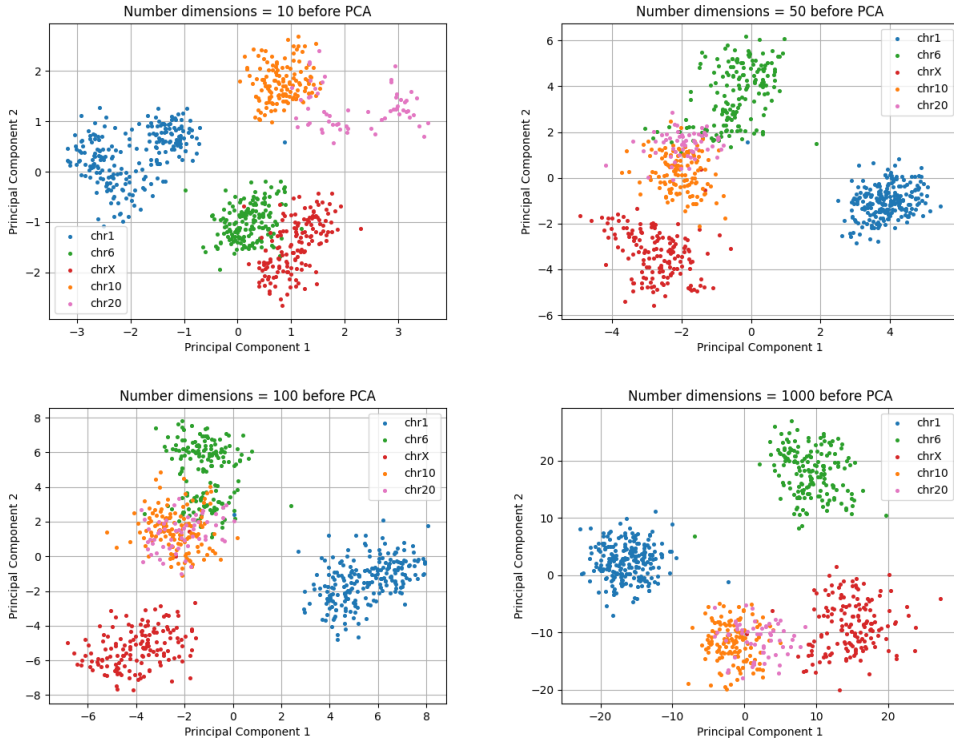 Number dimensions = 10 before PCA
Principal Component 2
2
1
0
−1
−2
chr1
chr6
chrX
chr10
chr20
−3 −2 −1 0 1 2 3
Principal Component 1
Number dimensions = 50 before PCA
Principal Component 2
6
4
2
0
−2
−4
−6
chr1
chr6
chrX
chr10
chr20
−4 −2 0 2 4
Principal Component 1
Number dimensions = 100 before PCA
Principal Component 2
8
6
4
2
0
−2
−4
−6
−8
chr1
chr6
chrX
chr10
chr20
−6 −4 −2 0 2 4 6 8
Principal Component 1
Number dimensions = 1000 before PCA
Principal Component 2
20
10
0
−10
−20
chr1
chr6
chrX
chr10
chr20
−20 −10 0 10 20
Principal Component 1